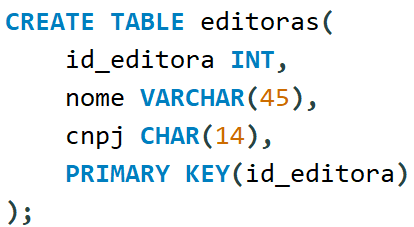 CREATE TABLE editoras(
    id_editora INT,
    nome VARCHAR(45),
    cnpj CHAR(14),
    PRIMARY KEY(id_editora)
);